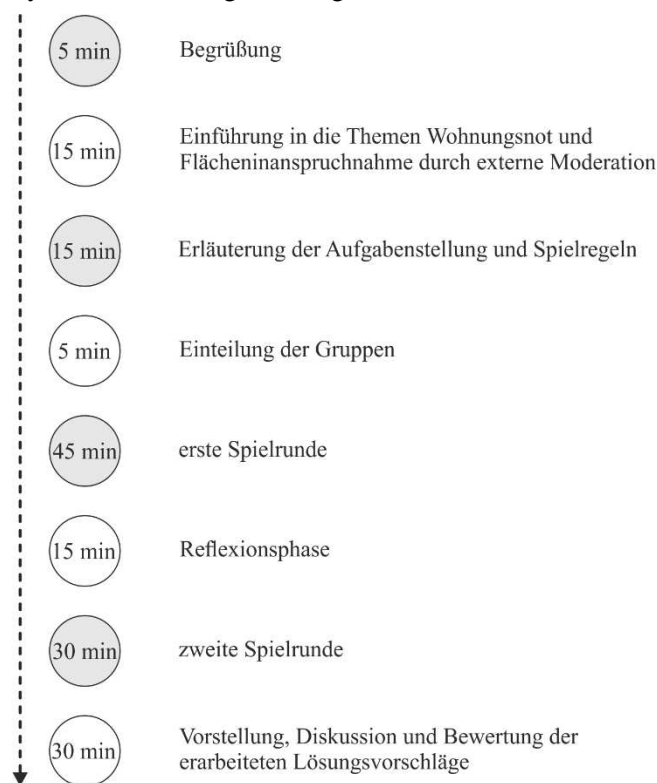 5 min Begrüßung
15 min Einführung in die Themen Wohnungsnot und
Flächeninanspruchnahme durch externe Moderation
15 min Erläuterung der Aufgabenstellung und Spielregeln
5 min Einteilung der Gruppen
45 min erste Spielrunde
15 min Reflexionsphase
30 min zweite Spielrunde
30 min Vorstellung, Diskussion und Bewertung der
erarbeiteten Lösungsvorschläge